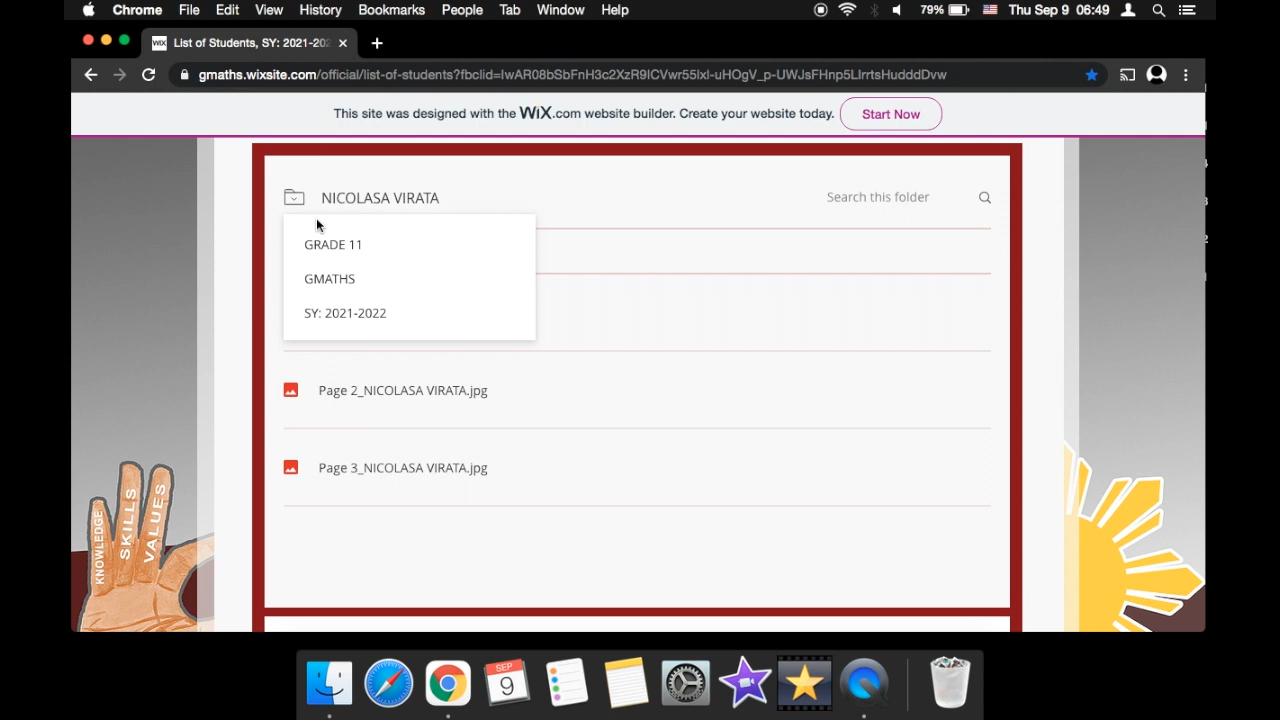 Chrome File Edit View History Bookmarks People Tab Window Help 79% Thu Sep 9 06:49
WiX List of Students, SY: 2021-202
gmaths.wixsite.com/official/list-of-students?fbclid=IwAR08bSbFnH3c2XzR9ICVwr55lxl-uHOgV_p-UWJsFHnp5LIrrtsHudddDvw
This site was designed with the WiX.com website builder. Create your website today. Start Now
NICOLASA VIRATA Search this folder
GRADE 11
GMATHS
SY: 2021-2022
Page 2_NICOLASA VIRATA.jpg
Page 3_NICOLASA VIRATA.jpg
KNOWLEDGE
SKILLS
VALUES
SEP
9